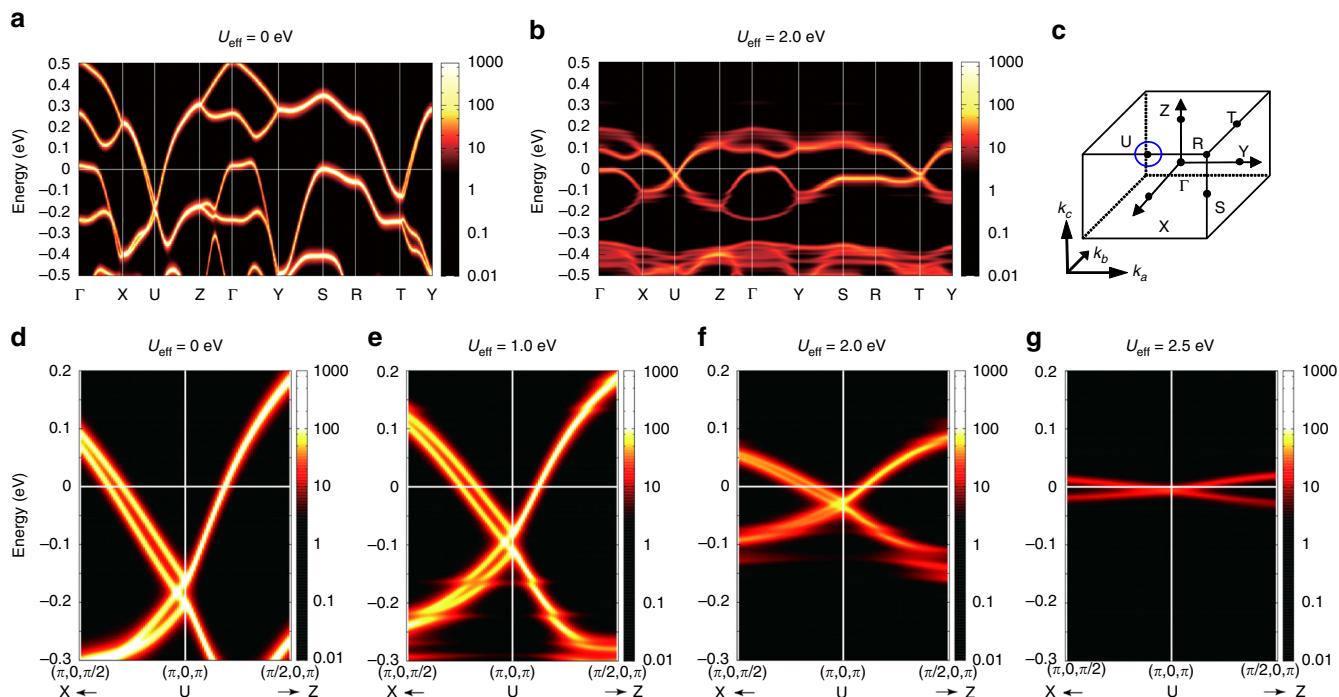 a
U_eff = 0 eV
Energy (eV)
0.5
0.4
0.3
0.2
0.1
0
−0.1
−0.2
−0.3
−0.4
−0.5
Γ X U Z Γ Y S R T Y
1000
100
10
1
0.1
0.01
b
U_eff = 2.0 eV
Energy (eV)
0.5
0.4
0.3
0.2
0.1
0
−0.1
−0.2
−0.3
−0.4
−0.5
Γ X U Z Γ Y S R T Y
1000
100
10
1
0.1
0.01
c
Z T
U R Y
Γ
X S
k_c
k_b
k_a
d
U_eff = 0 eV
Energy (eV)
0.2
0.1
0
−0.1
−0.2
−0.3
(π,0,π/2) (π,0,π) (π/2,0,π)
X ← U → Z
1000
100
10
1
0.1
0.01
e
U_eff = 1.0 eV
0.2
0.1
0
−0.1
−0.2
−0.3
(π,0,π/2) (π,0,π) (π/2,0,π)
X ← U → Z
1000
100
10
1
0.1
0.01
f
U_eff = 2.0 eV
0.2
0.1
0
−0.1
−0.2
−0.3
(π,0,π/2) (π,0,π) (π/2,0,π)
X ← U → Z
1000
100
10
1
0.1
0.01
g
U_eff = 2.5 eV
0.2
0.1
0
−0.1
−0.2
−0.3
(π,0,π/2) (π,0,π) (π/2,0,π)
X ← U → Z
1000
100
10
1
0.1
0.01